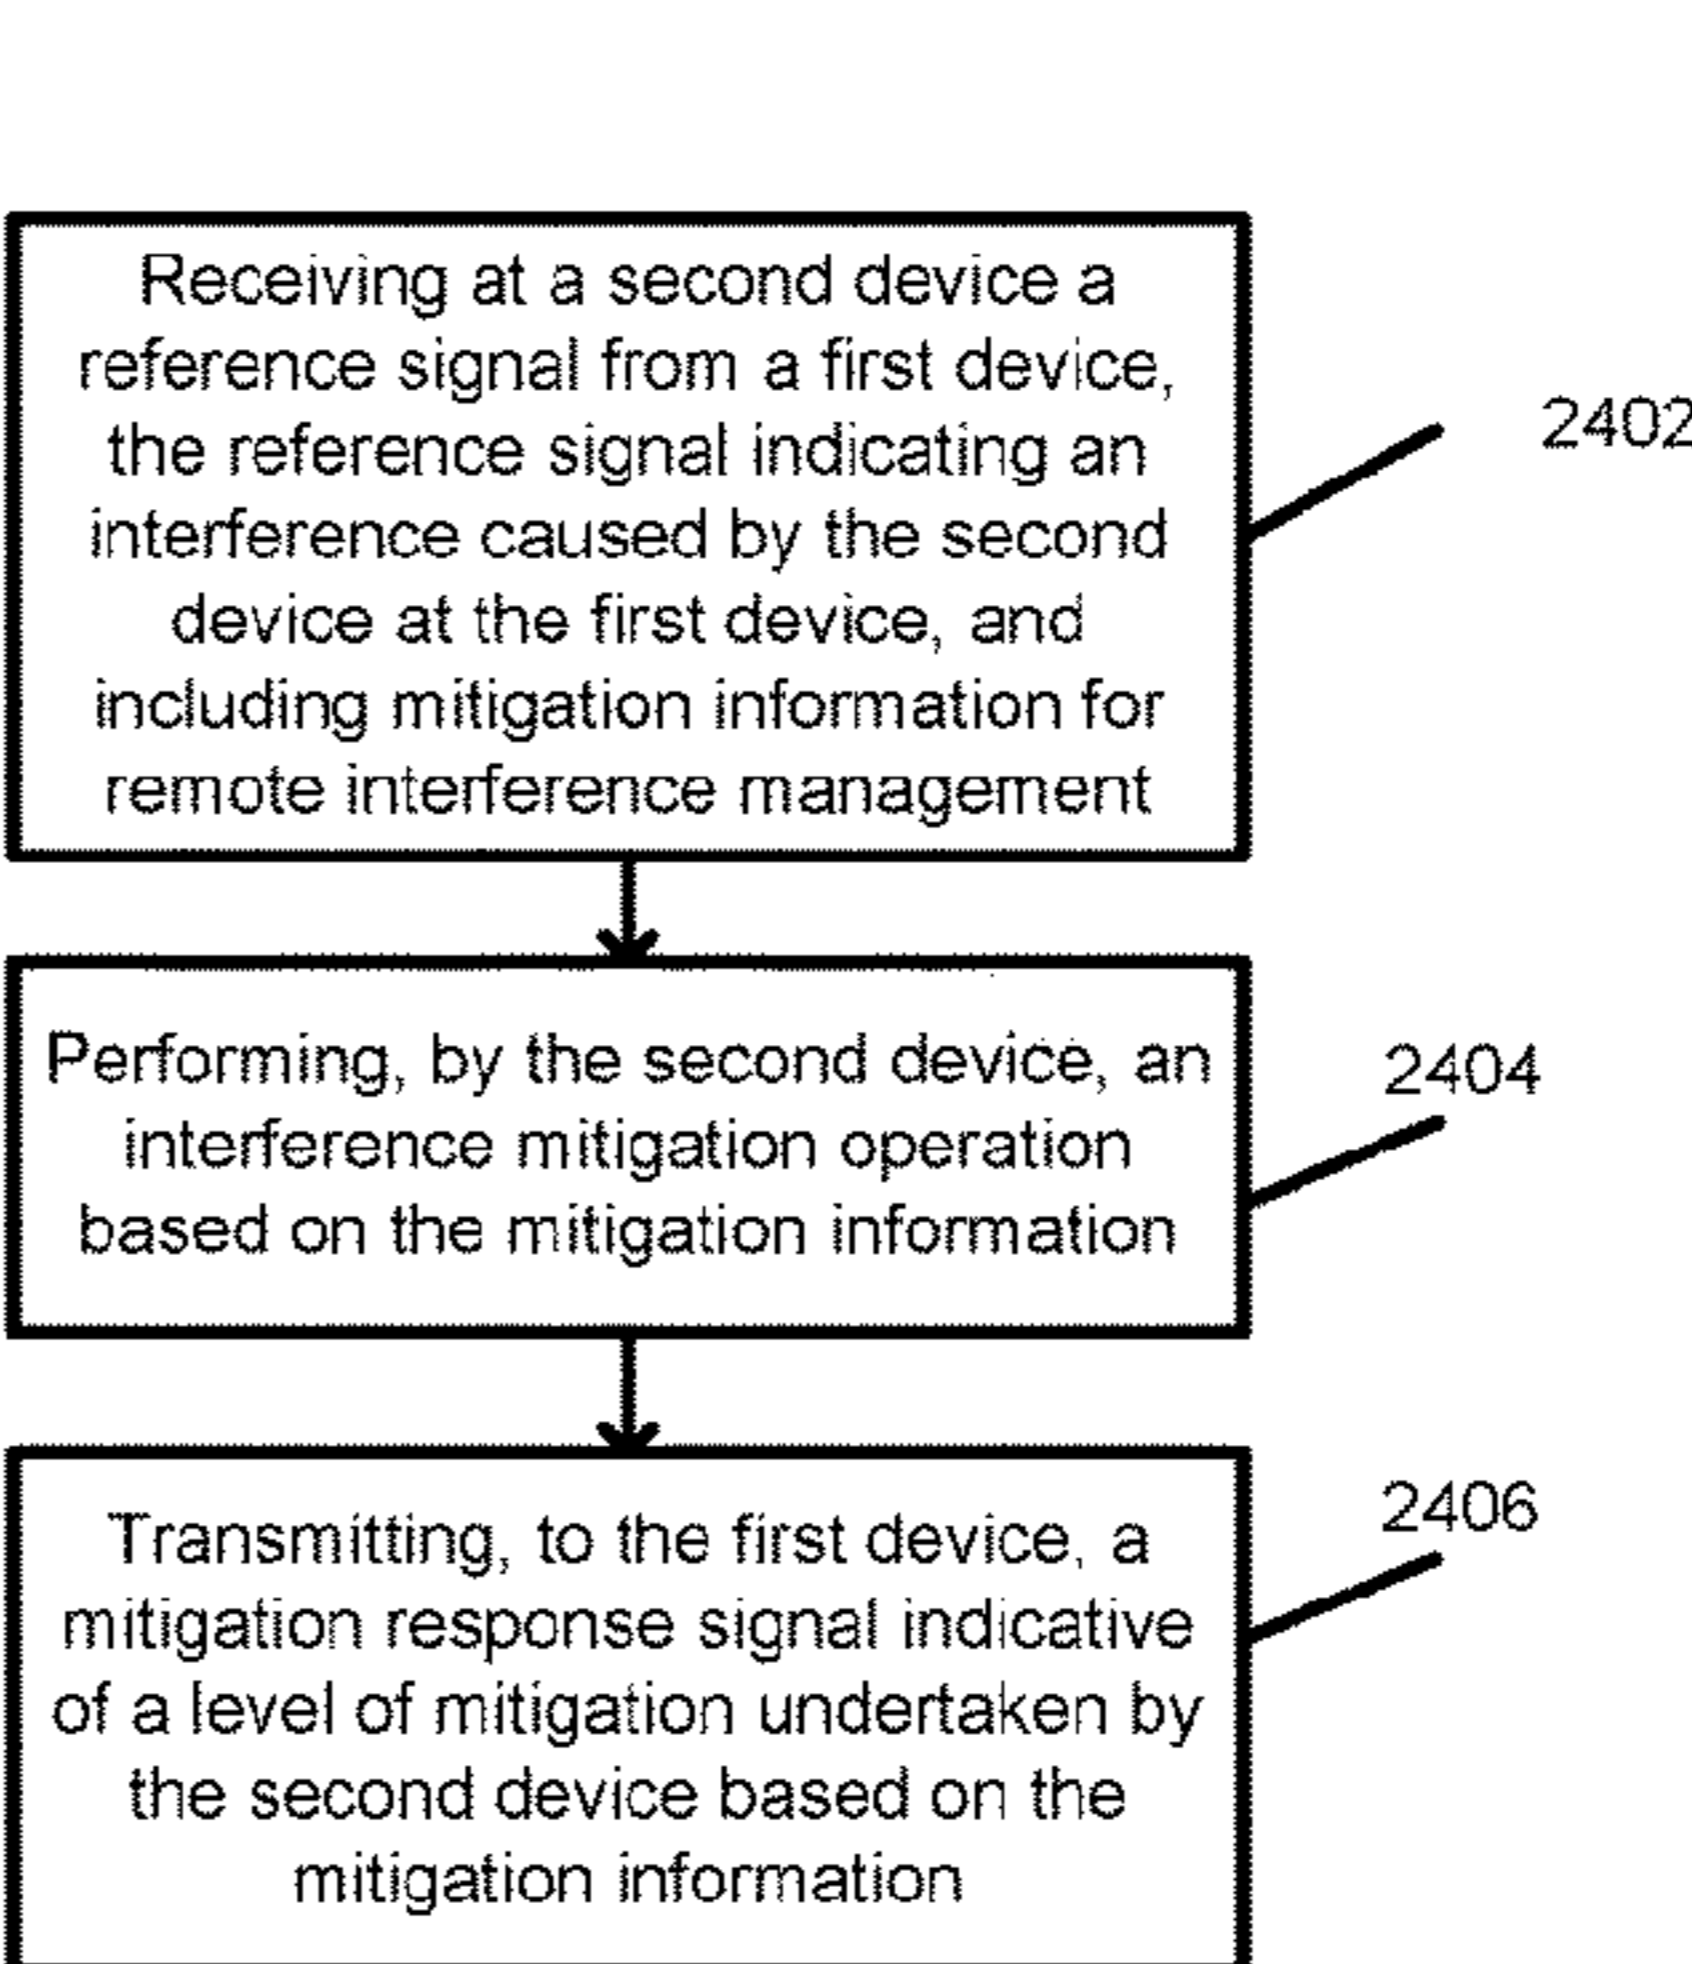 Receiving at a second device a
reference signal from a first device,
the reference signal indicating an
interference caused by the second
device at the first device, and
including mitigation information for
remote interference management
2402
Performing, by the second device, an
interference mitigation operation
based on the mitigation information
2404
Transmitting, to the first device, a
mitigation response signal indicative
of a level of mitigation undertaken by
the second device based on the
mitigation information
2406